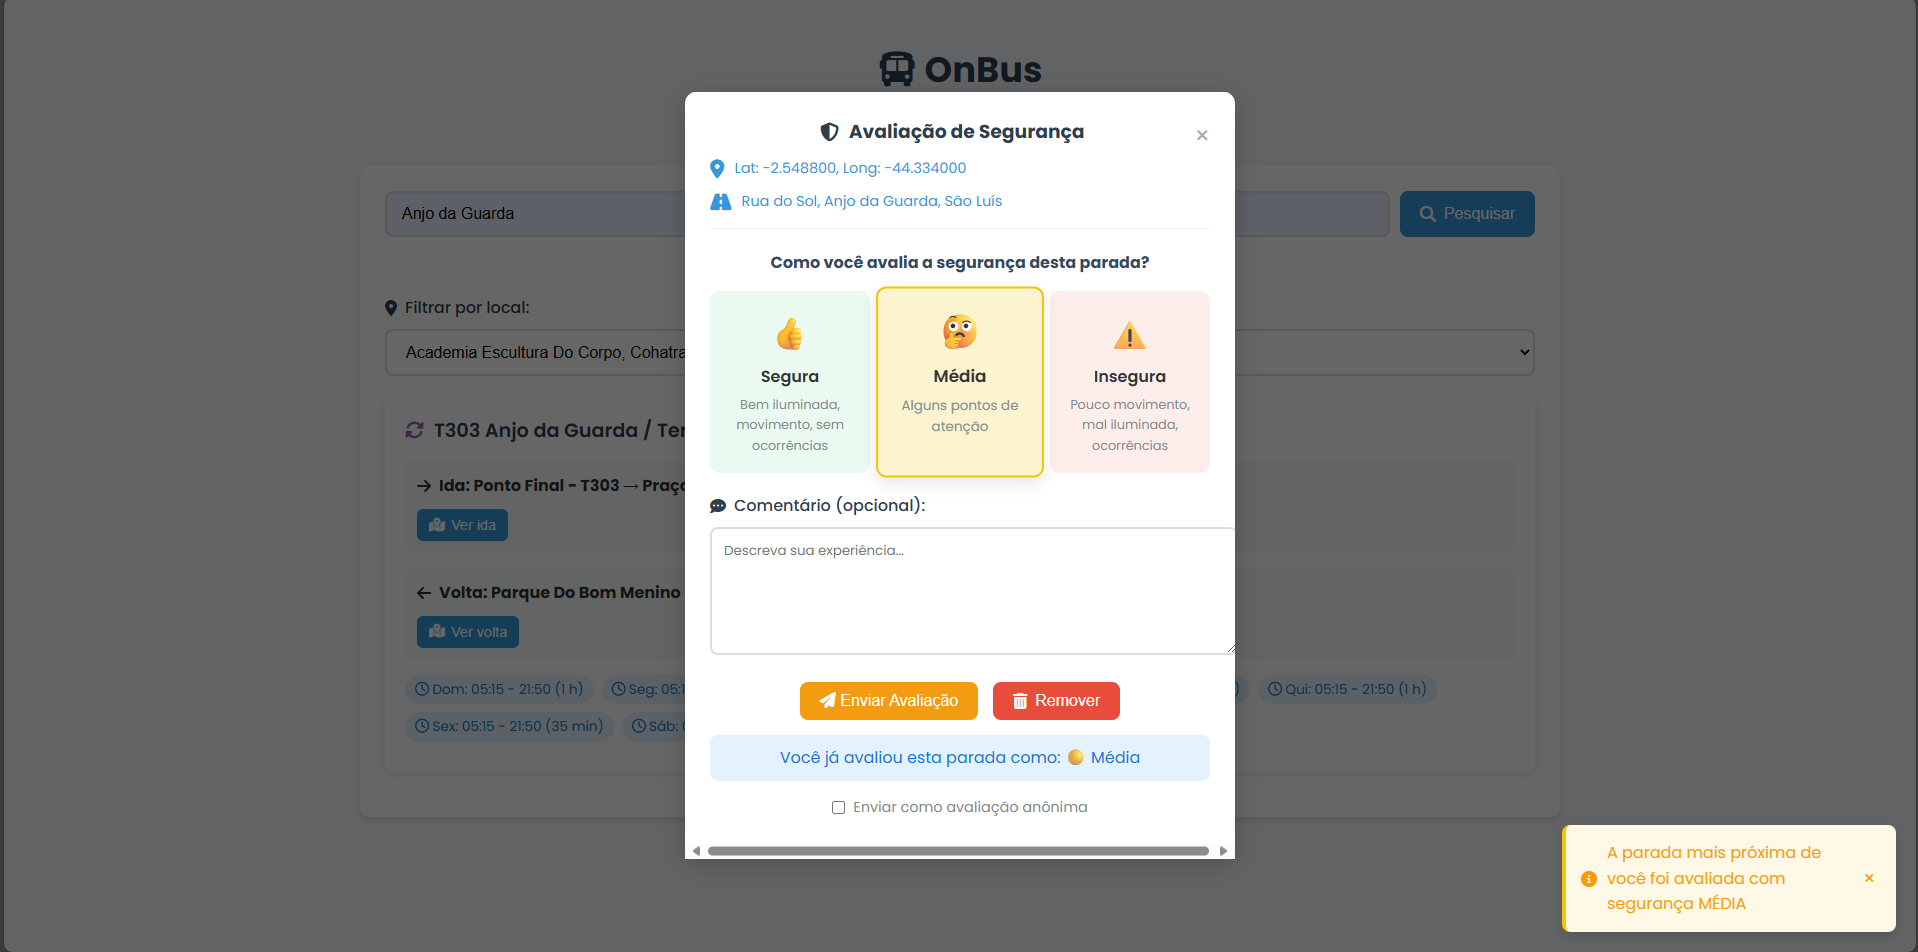 OnBus
Avaliação de Segurança
×
Lat: -2.548800, Long: -44.334000
Rua do Sol, Anjo da Guarda, São Luís
Anjo da Guarda
Pesquisar
Como você avalia a segurança desta parada?
Filtrar por local:
Academia Escultura Do Corpo, Cohatra
Segura
Bem iluminada,
movimento, sem
ocorrências
Média
Alguns pontos de
atenção
Insegura
Pouco movimento,
mal iluminada,
ocorrências
T303 Anjo da Guarda / Ter
→ Ida: Ponto Final - T303 → Praça
Ver ida
Comentário (opcional):
Descreva sua experiência...
← Volta: Parque Do Bom Menino
Ver volta
Dom: 05:15 - 21:50 (1 h)
Seg: 05:1
Qui: 05:15 - 21:50 (1 h)
Sex: 05:15 - 21:50 (35 min)
Sáb:
Enviar Avaliação
Remover
Você já avaliou esta parada como: Média
Enviar como avaliação anônima
A parada mais próxima de
você foi avaliada com
segurança MÉDIA
×